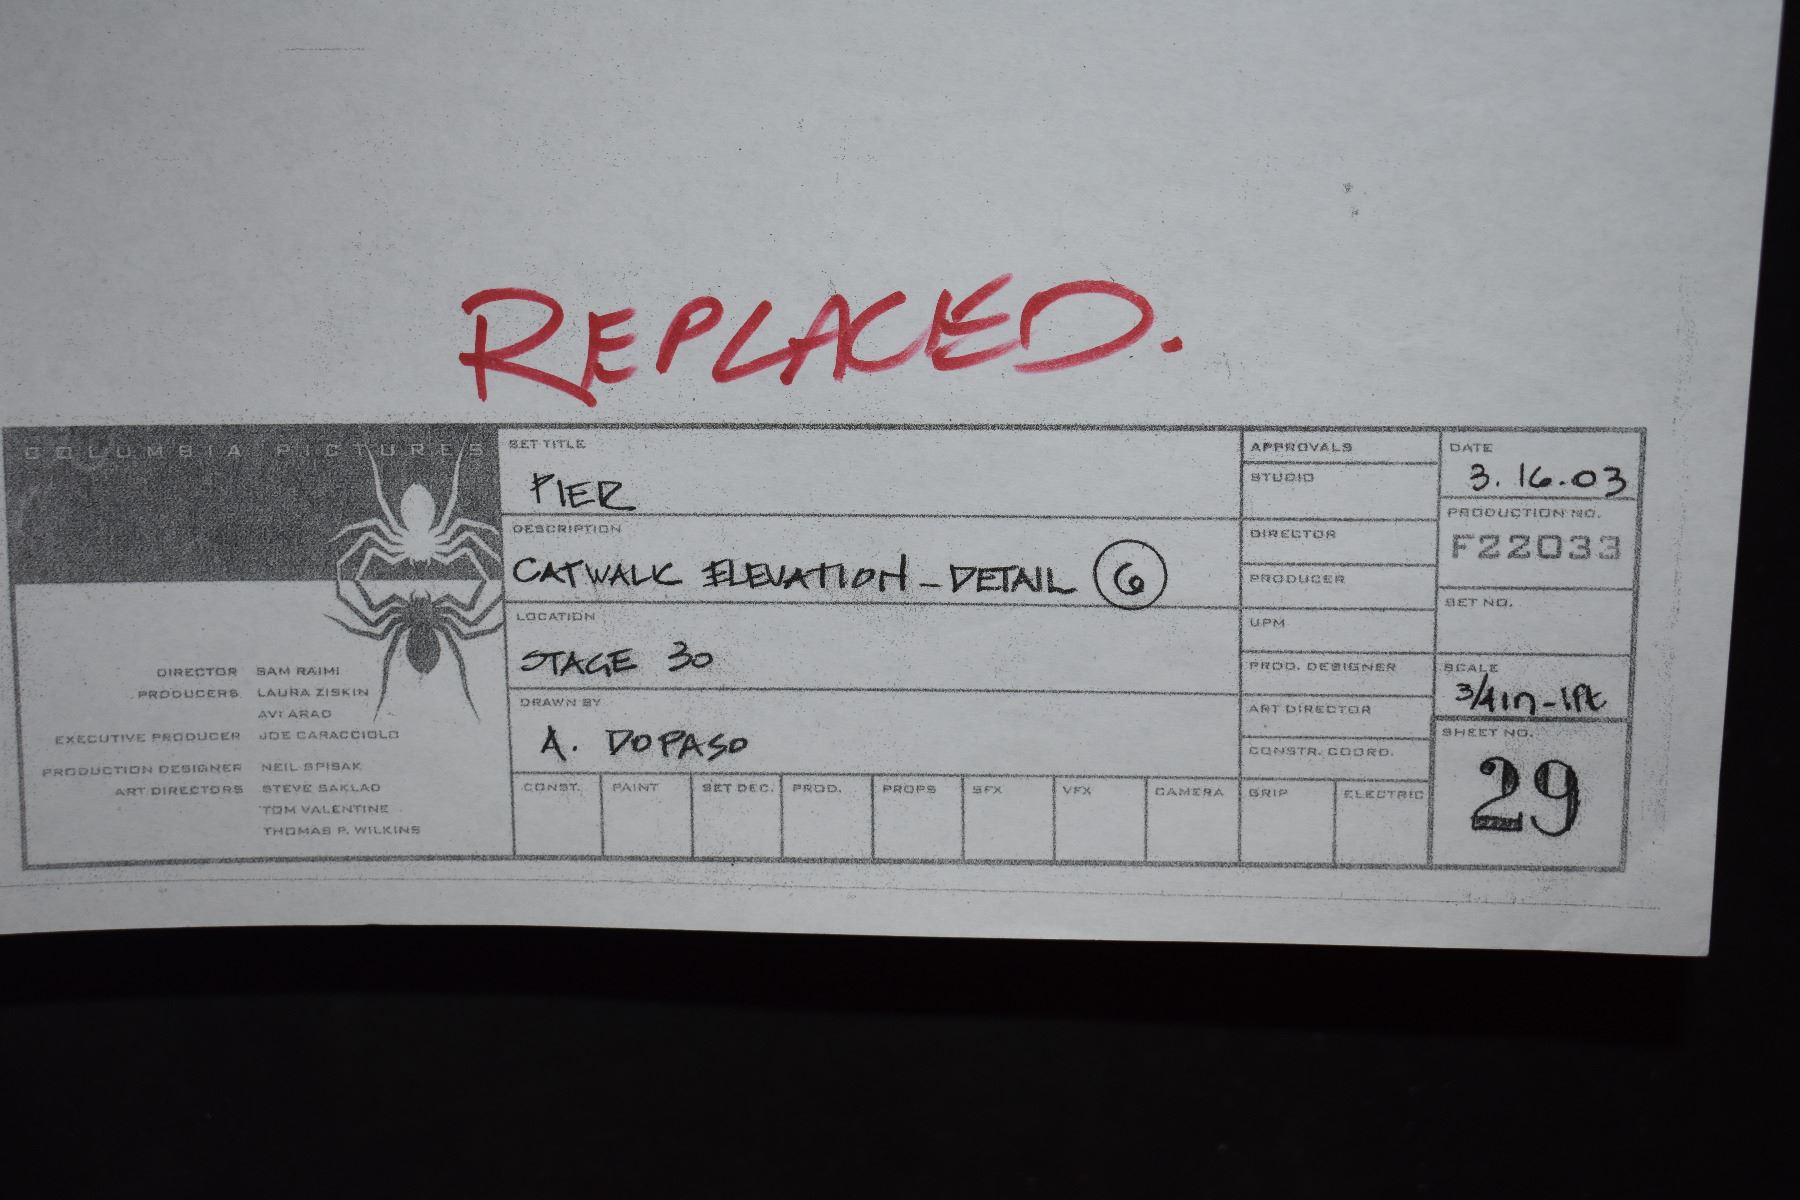 REPLACED.
COLUMBIA PICTURES
DIRECTOR SAM RAIMI
PRODUCERS LAURA ZISKIN
AVI ARAD
EXECUTIVE PRODUCER JOE CARACCIOLO
PRODUCTION DESIGNER NEIL SPISAK
ART DIRECTORS STEVE SAKLAD
TOM VALENTINE
THOMAS P. WILKINS
SET TITLE
PIER
DESCRIPTION
CATWALK ELEVATION - DETAIL 6
LOCATION
STAGE 30
DRAWN BY
A. DOPASO
CONST. PAINT SET DEC. PROD. PROPS SFX VFX CAMERA GRIP ELECTRIC
APPROVALS
STUDIO
DIRECTOR
PRODUCER
UPM
PROD. DESIGNER
ART DIRECTOR
CONSTR. COORD.
DATE
3.16.03
PRODUCTION NO.
F22033
SET NO.
SCALE
3/4in-1ft
SHEET NO.
29